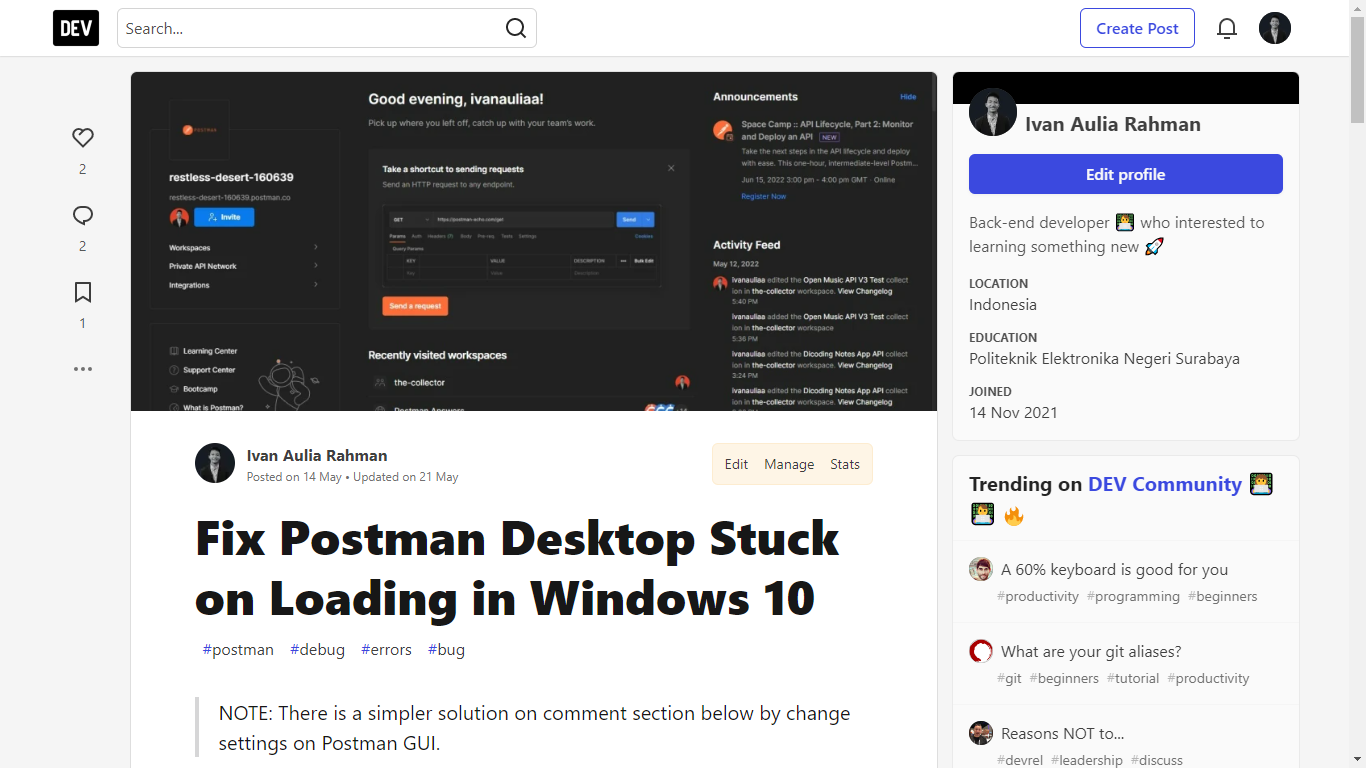 DEV
Search...
Create Post
2
2
1
Good evening, ivanauliaa!
Pick up where you left off, catch up with your team's work.
POSTMAN
restless-desert-160639
restless-desert-160639.postman.co
Invite
Workspaces
Private API Network
Integrations
Learning Center
Support Center
Bootcamp
What is Postman?
Take a shortcut to sending requests
Send an HTTP request to any endpoint.
GET
https://postman-echo.com/get
Send
Params Auth Headers (7) Body Pre-req. Tests Settings
Cookies
Query Params
KEY VALUE DESCRIPTION ••• Bulk Edit
Key Value Description
Send a request
Recently visited workspaces
the-collector
Postman Answers
Announcements
Hide
Space Camp :: API Lifecycle, Part 2: Monitor
and Deploy an API NEW
Take the next steps in the API lifecycle and deploy
with ease. This one-hour, intermediate-level Postm...
Jun 15, 2022 3:00 pm - 4:00 pm GMT · Online
Register Now
Activity Feed
May 12, 2022
ivanauliaa edited the Open Music API V3 Test collect
ion in the-collector workspace. View Changelog
5:40 PM
ivanauliaa added the Open Music API V3 Test collect
ion in the-collector workspace
5:36 PM
ivanauliaa edited the Dicoding Notes App API collect
ion in the-collector workspace. View Changelog
3:24 PM
ivanauliaa edited the Dicoding Notes App API collect
ion in the-collector workspace. View Changelog
Ivan Aulia Rahman
Posted on 14 May • Updated on 21 May
Edit Manage Stats
Fix Postman Desktop Stuck
on Loading in Windows 10
#postman #debug #errors #bug
NOTE: There is a simpler solution on comment section below by change
settings on Postman GUI.
Ivan Aulia Rahman
Edit profile
Back-end developer 👨‍💻 who interested to
learning something new 🚀
LOCATION
Indonesia
EDUCATION
Politeknik Elektronika Negeri Surabaya
JOINED
14 Nov 2021
Trending on DEV Community 👨‍💻
👨‍💻 🔥
A 60% keyboard is good for you
#productivity #programming #beginners
What are your git aliases?
#git #beginners #tutorial #productivity
Reasons NOT to...
#devrel #leadership #discuss